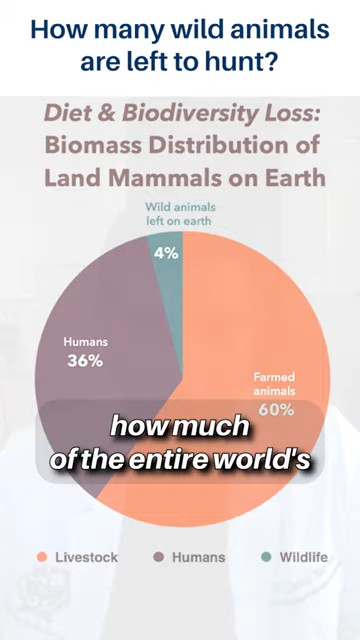 How many wild animals
are left to hunt?
Diet & Biodiversity Loss:
Biomass Distribution of
Land Mammals on Earth
Wild animals
left on earth
4%
Humans
36%
Farmed
animals
60%
how much
of the entire world's
Livestock
Humans
Wildlife